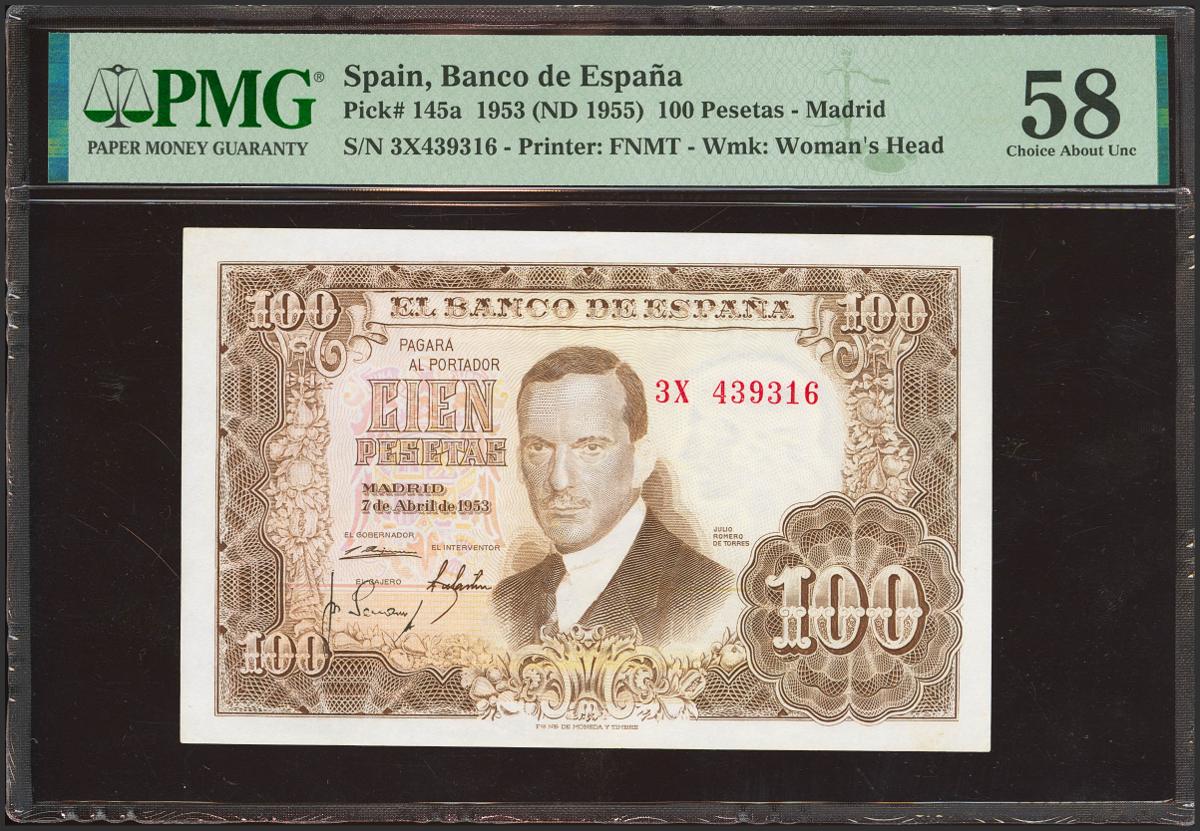 PMG®
PAPER MONEY GUARANTY
Spain, Banco de España
Pick# 145a 1953 (ND 1955) 100 Pesetas - Madrid
S/N 3X439316 - Printer: FNMT - Wmk: Woman's Head
58
Choice About Unc
100
EL BANCO DE ESPAÑA
100
PAGARÁ
AL PORTADOR
CIEN
PESETAS
3X 439316
MADRID
7 de Abril de 1953
EL GOBERNADOR
EL INTERVENTOR
EL CAJERO
JULIO
ROMERO
DE TORRES
100
100
DE MONEDA Y TIMBRE